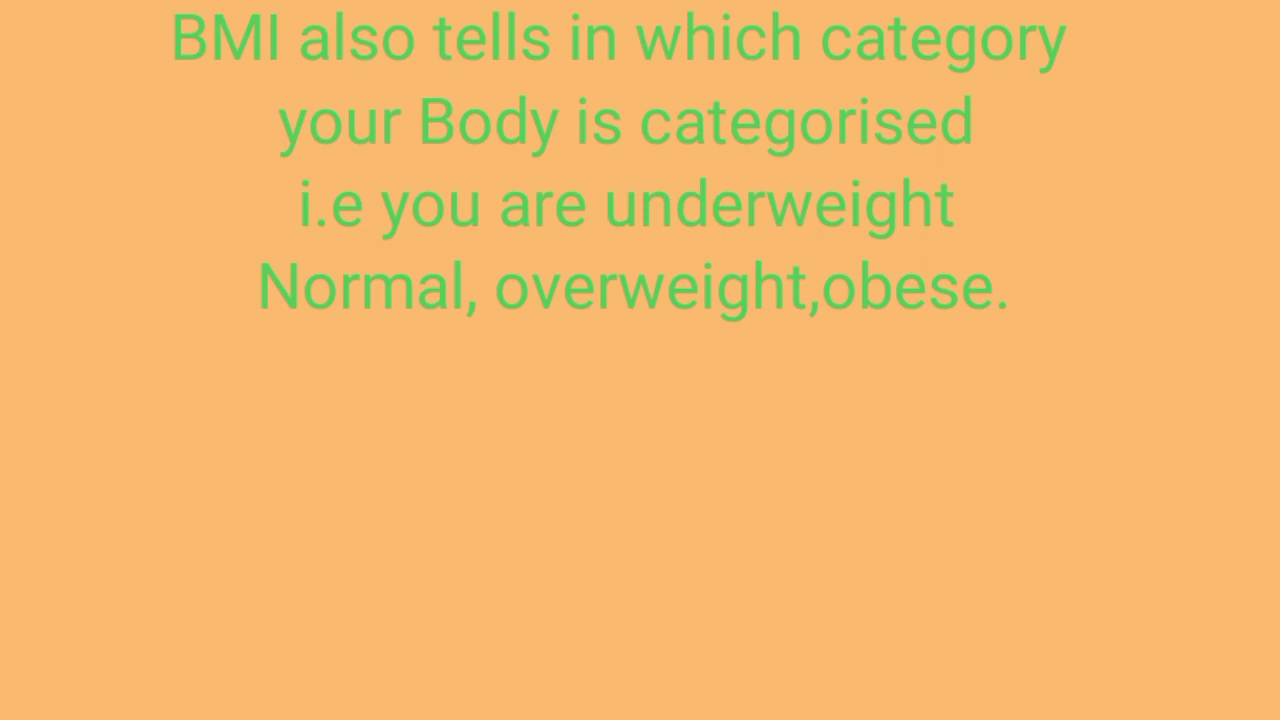 BMI also tells in which category
your Body is categorised
i.e you are underweight
Normal, overweight,obese.